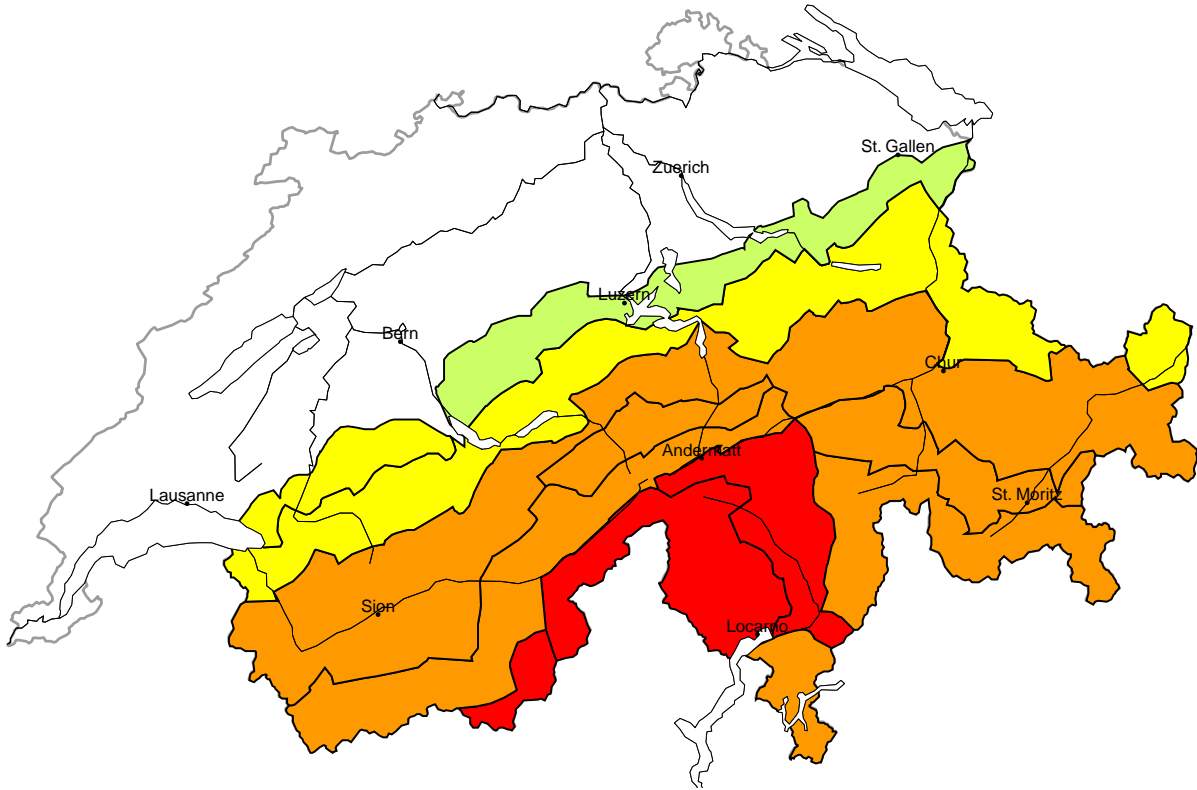 St. Gallen
Zuerich
Luzern
Bern
Chur
Andermatt
Lausanne
St. Moritz
Sion
Locarno